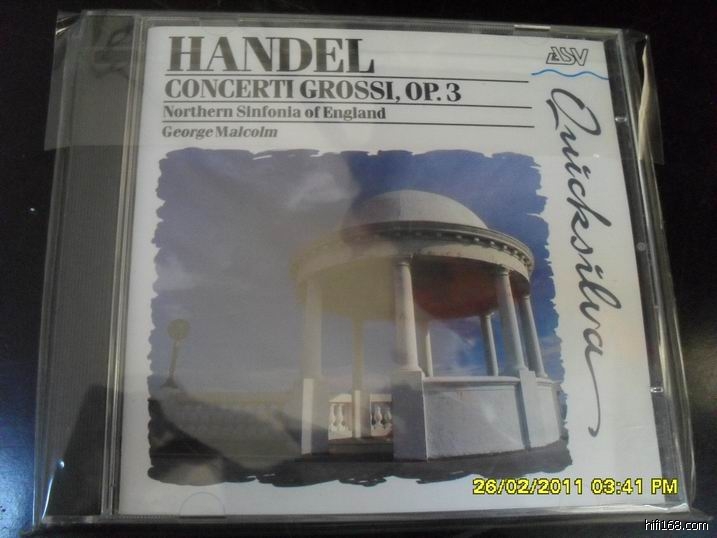 HANDEL
CONCERTI GROSSI, OP. 3
Northern Sinfonia of England
George Malcolm
ASV
Quicksilva
26/02/2011 03:41 PM
hifi168.com